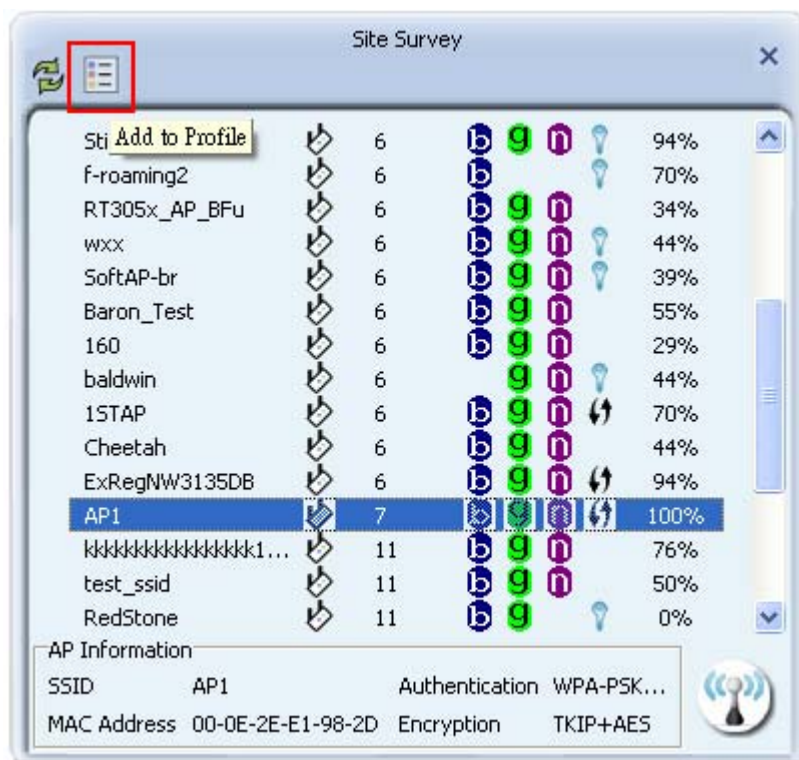 Site Survey
Add to Profile
Sti 6 b g n 94%
f-roaming2 6 b 70%
RT305x_AP_BFu 6 b g n 34%
wxx 6 b g n 44%
SoftAP-br 6 b g n 39%
Baron_Test 6 b g n 55%
160 6 b g n 29%
baldwin 6 g n 44%
1STAP 6 b g n 70%
Cheetah 6 b g n 44%
ExRegNW3135DB 6 b g n 94%
AP1 7 b g n 100%
kkkkkkkkkkkkkkkkk1... 11 b g n 76%
test_ssid 11 b g n 50%
RedStone 11 b g 0%
AP Information
SSID AP1 Authentication WPA-PSK...
MAC Address 00-0E-2E-E1-98-2D Encryption TKIP+AES